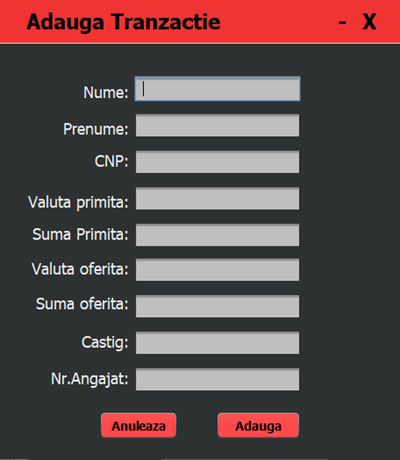 Adauga Tranzactie - X
Nume:
Prenume:
CNP:
Valuta primita:
Suma Primita:
Valuta oferita:
Suma oferita:
Castig:
Nr.Angajat:
Anuleaza Adauga